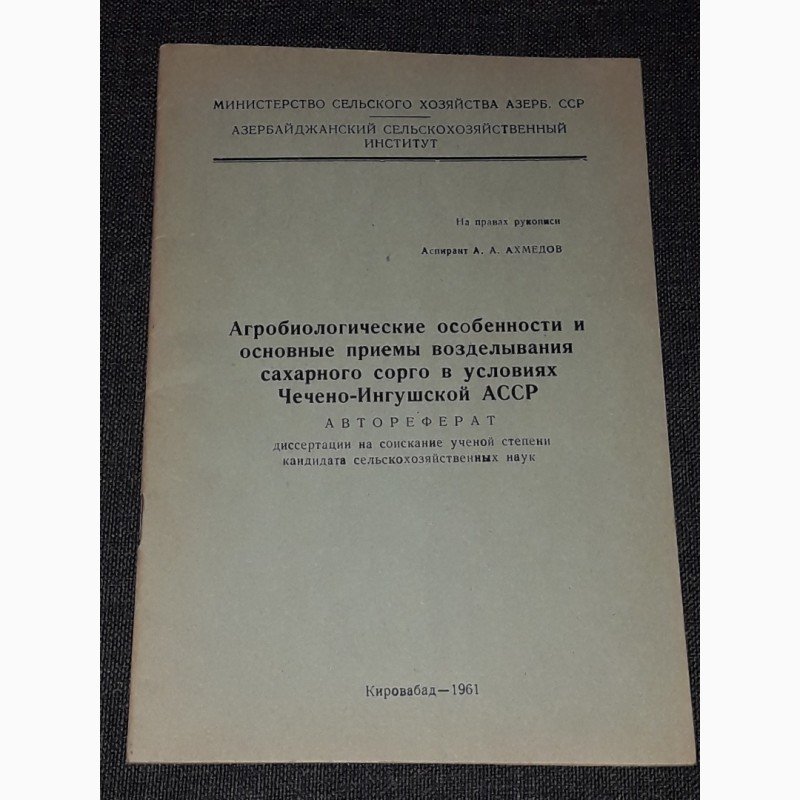 МИНИСТЕРСТВО СЕЛЬСКОГО ХОЗЯЙСТВА АЗЕРБ. ССР
АЗЕРБАЙДЖАНСКИЙ СЕЛЬСКОХОЗЯЙСТВЕННЫЙ
ИНСТИТУТ
На правах рукописи
Аспирант А. А. АХМЕДОВ
Агробиологические особенности и
основные приемы возделывания
сахарного сорго в условиях
Чечено-Ингушской АССР
АВТОРЕФЕРАТ
диссертации на соискание ученой степени
кандидата сельскохозяйственных наук
Кировабад—1961